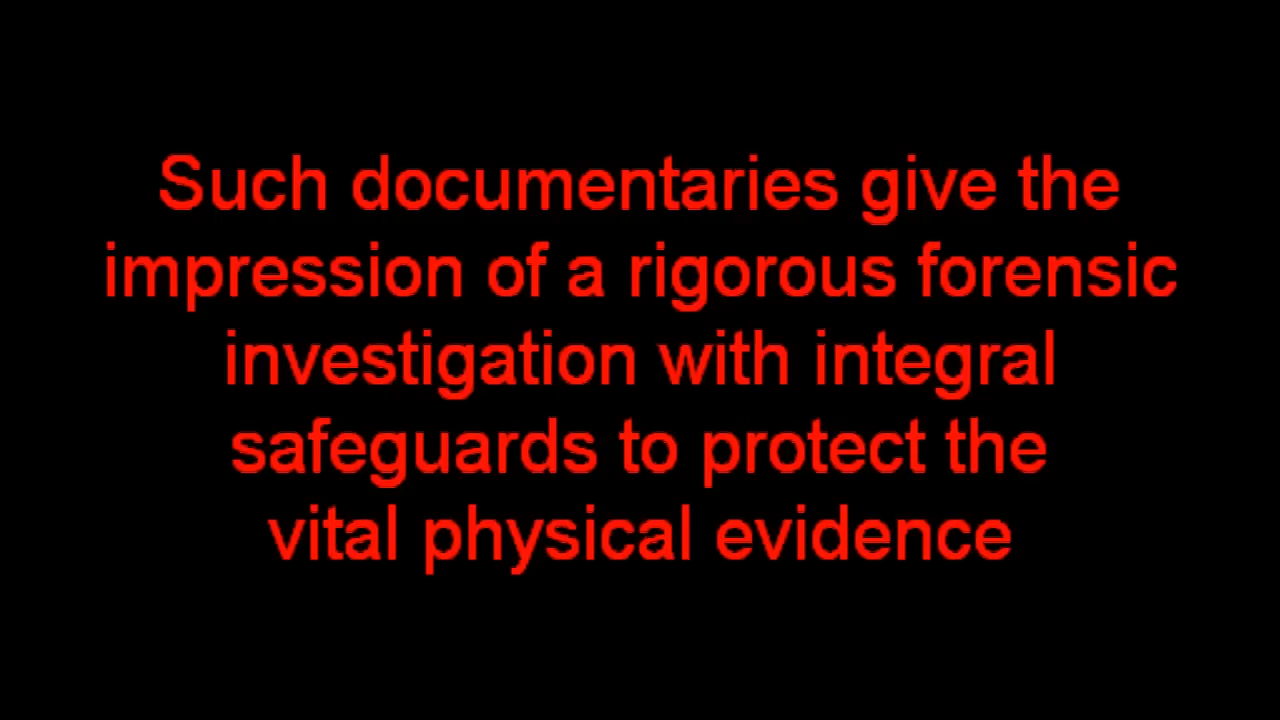 Such documentaries give the
impression of a rigorous forensic
investigation with integral
safeguards to protect the
vital physical evidence